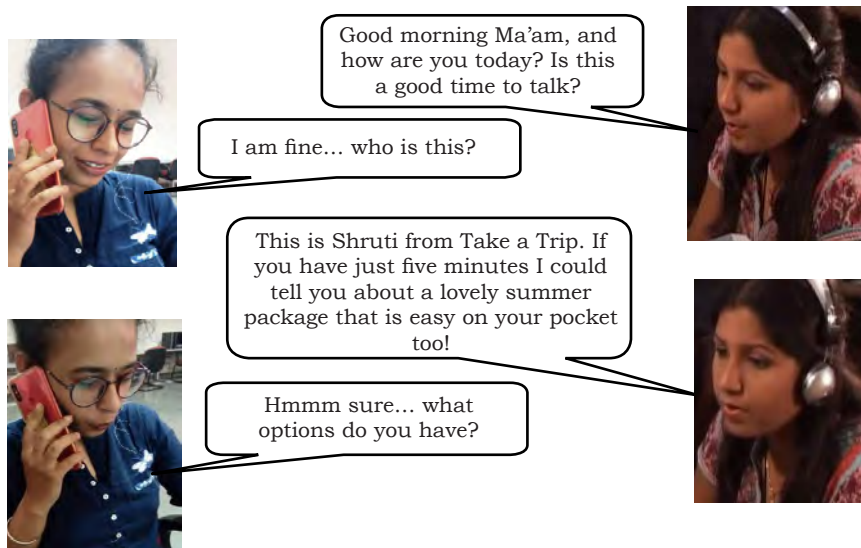 Good morning Ma’am, and
how are you today? Is this
a good time to talk?
I am fine... who is this?
This is Shruti from Take a Trip. If
you have just five minutes I could
tell you about a lovely summer
package that is easy on your pocket
too!
Hmmm sure... what
options do you have?